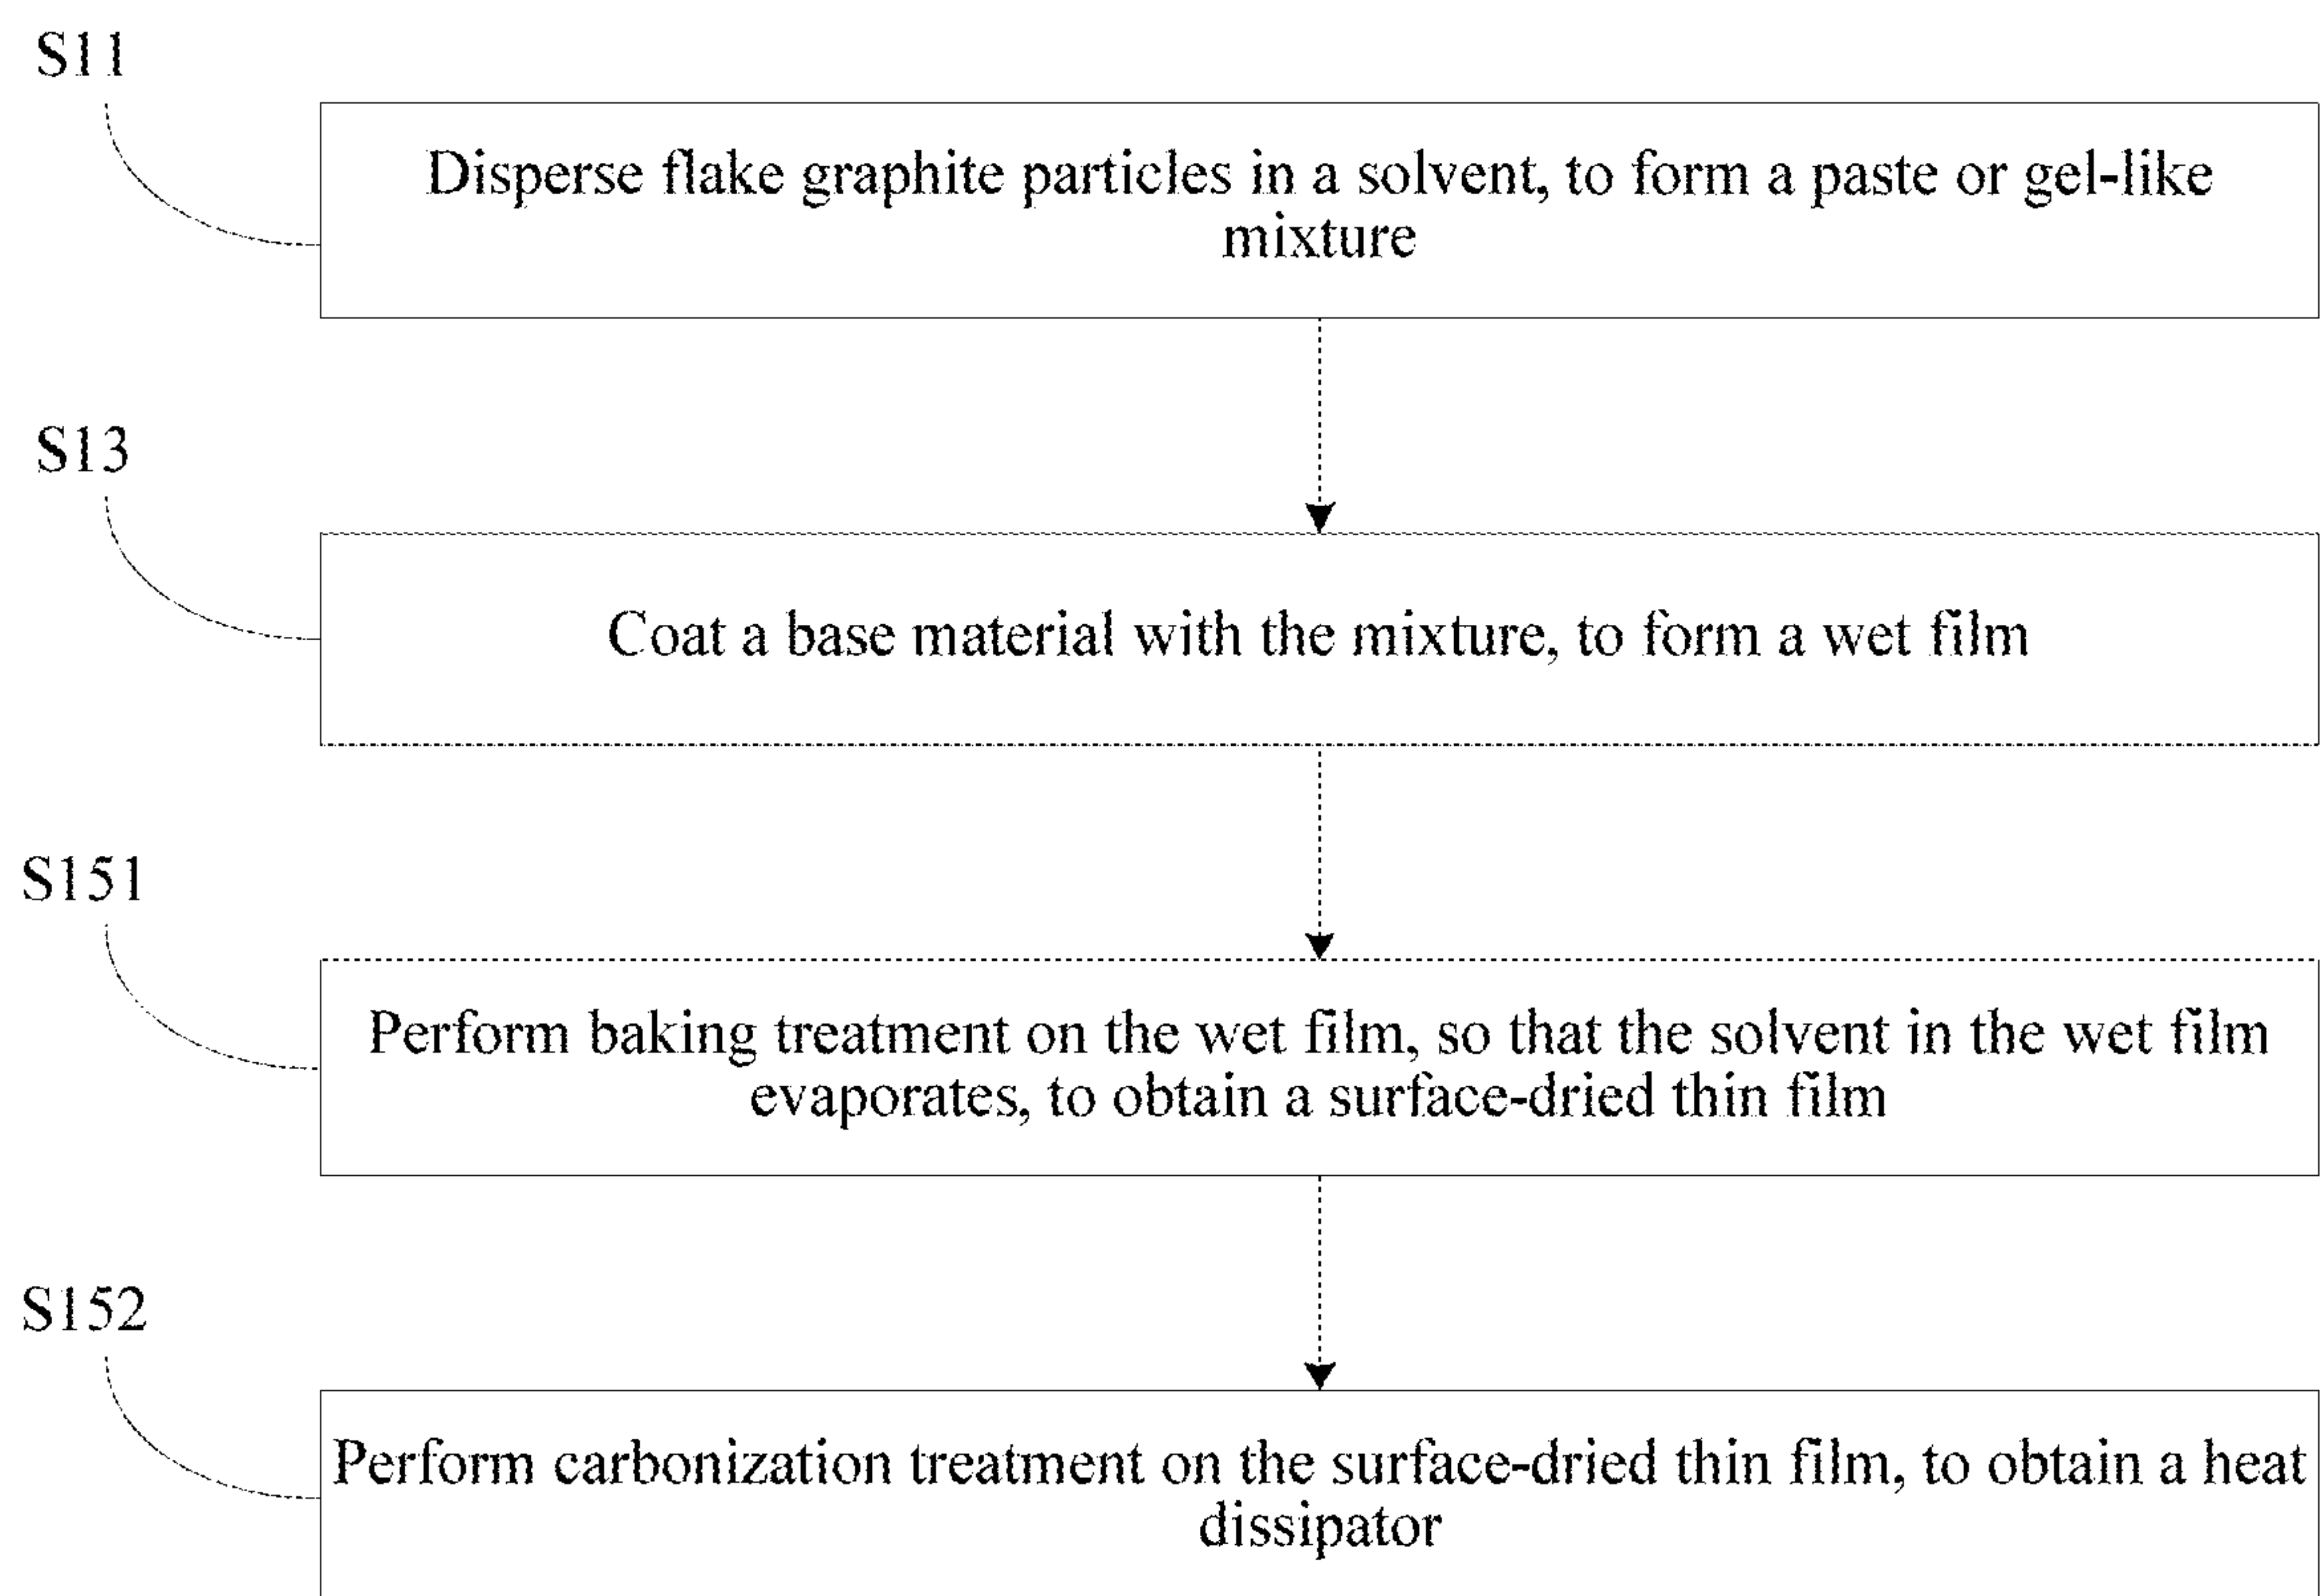 S11
Disperse flake graphite particles in a solvent, to form a paste or gel-like
mixture
S13
Coat a base material with the mixture, to form a wet film
S151
Perform baking treatment on the wet film, so that the solvent in the wet film
evaporates, to obtain a surface-dried thin film
S152
Perform carbonization treatment on the surface-dried thin film, to obtain a heat
dissipator